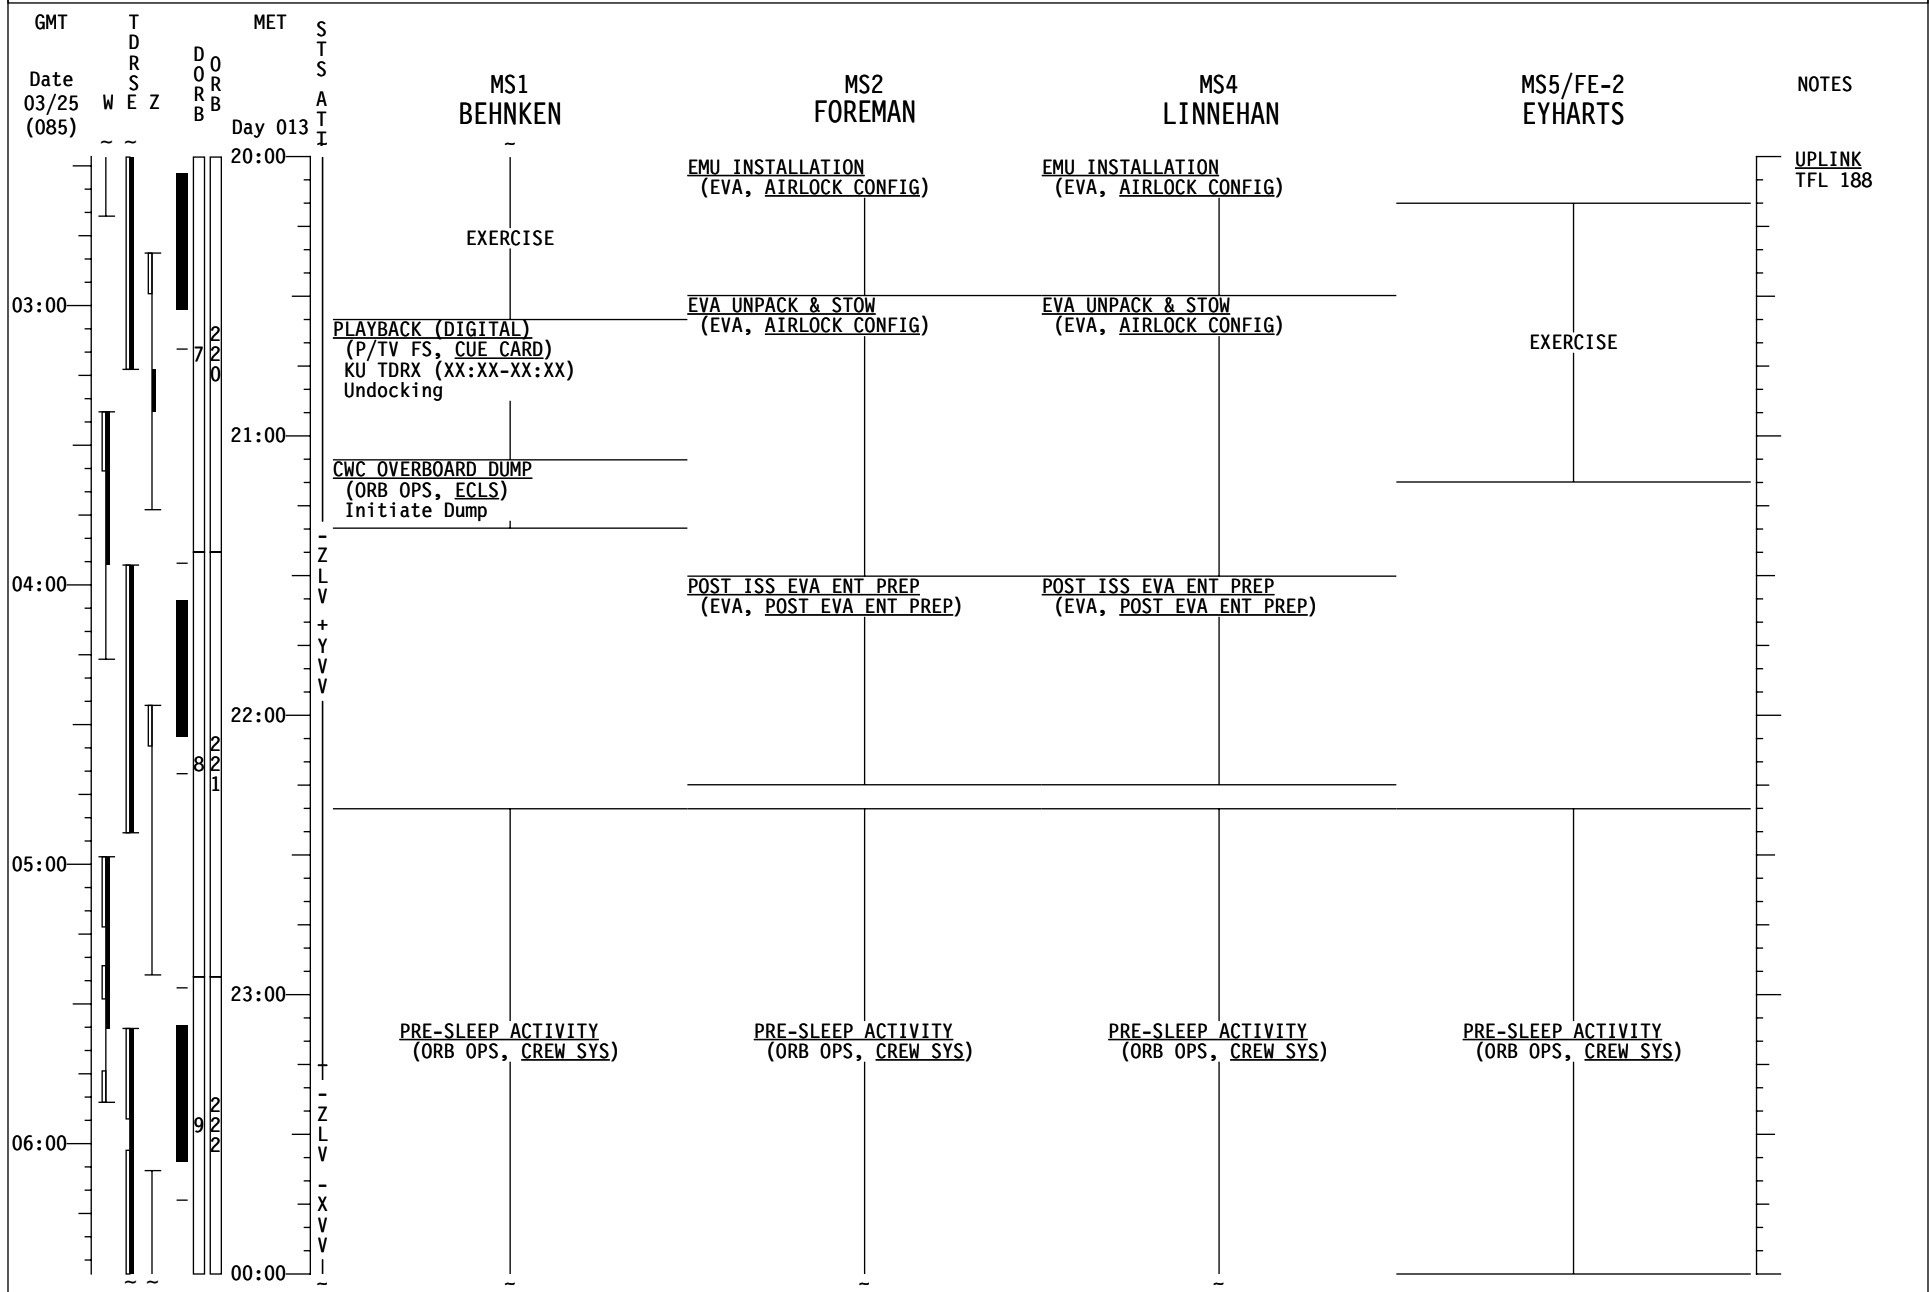 GMT
TDRS
MET
STS ATT
Date
03/25
(085)
W E Z
DORB
ORB
Day 013
MS1
BEHNKEN
MS2
FOREMAN
MS4
LINNEHAN
MS5/FE-2
EYHARTS
NOTES
~ ~ ~ ~
20:00
EMU INSTALLATION
(EVA, AIRLOCK CONFIG)
EMU INSTALLATION
(EVA, AIRLOCK CONFIG)
UPLINK
TFL 188
EXERCISE
03:00
EVA UNPACK & STOW
(EVA, AIRLOCK CONFIG)
EVA UNPACK & STOW
(EVA, AIRLOCK CONFIG)
PLAYBACK (DIGITAL)
(P/TV FS, CUE CARD)
KU TDRX (XX:XX-XX:XX)
Undocking
EXERCISE
7
220
21:00
CWC OVERBOARD DUMP
(ORB OPS, ECLS)
Initiate Dump
-ZLV +YVV
04:00
POST ISS EVA ENT PREP
(EVA, POST EVA ENT PREP)
POST ISS EVA ENT PREP
(EVA, POST EVA ENT PREP)
22:00
8
221
05:00
23:00
PRE-SLEEP ACTIVITY
(ORB OPS, CREW SYS)
PRE-SLEEP ACTIVITY
(ORB OPS, CREW SYS)
PRE-SLEEP ACTIVITY
(ORB OPS, CREW SYS)
PRE-SLEEP ACTIVITY
(ORB OPS, CREW SYS)
-ZLV -XVV
9
222
06:00
00:00
~ ~ ~ ~ ~ ~